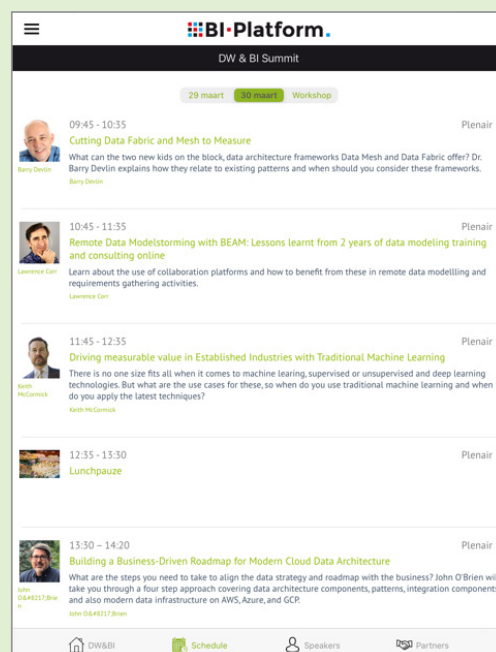 BI·Platform.
DW & BI Summit
29 maart 30 maart Workshop
09:45 - 10:35 Plenair
Cutting Data Fabric and Mesh to Measure
What can the two new kids on the block, data architecture frameworks Data Mesh and Data Fabric offer? Dr.
Barry Devlin explains how they relate to existing patterns and when should you consider these frameworks.
Barry Devlin
Barry Devlin
10:45 - 11:35 Plenair
Remote Data Modelstorming with BEAM: Lessons learnt from 2 years of data modeling training
and consulting online
Learn about the use of collaboration platforms and how to benefit from these in remote data modellling and
requirements gathering activities.
Lawrence Corr
Lawrence Corr
11:45 - 12:35 Plenair
Driving measurable value in Established Industries with Traditional Machine Learning
There is no one size fits all when it comes to machine learing, supervised or unsupervised and deep learning
technologies. But what are the use cases for these, so when do you use traditional machine learning and when
do you apply the latest techniques?
Keith
McCormick
Keith McCormick
12:35 - 13:30 Plenair
Lunchpauze
13:30 – 14:20 Plenair
Building a Business-Driven Roadmap for Modern Cloud Data Architecture
What are the steps you need to take to align the data strategy and roadmap with the business? John O'Brien wil
take you through a four step approach covering data architecture components, patterns, integration components
and also modern data infrastructure on AWS, Azure, and GCP.
John
O&#8217;Brie
n
John O&#8217;Brien
DW&BI Schedule Speakers Partners